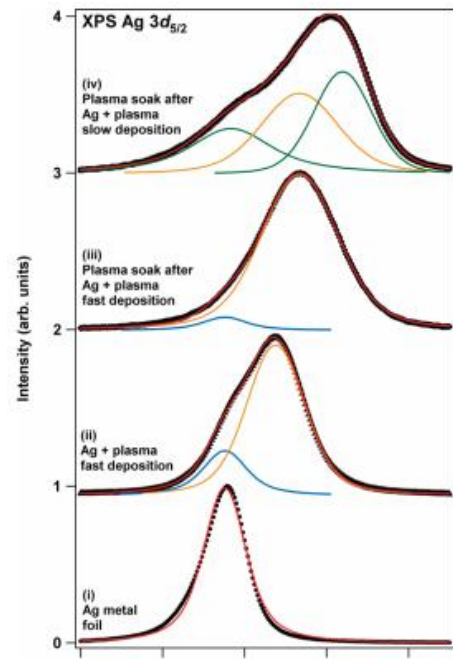 XPS Ag 3d5/2
4
(iv)
Plasma soak after
Ag + plasma
slow deposition
3
(iii)
Plasma soak after
Ag + plasma
fast deposition
2
(ii)
Ag + plasma
fast deposition
1
(i)
Ag metal
foil
0
Intensity (arb. units)